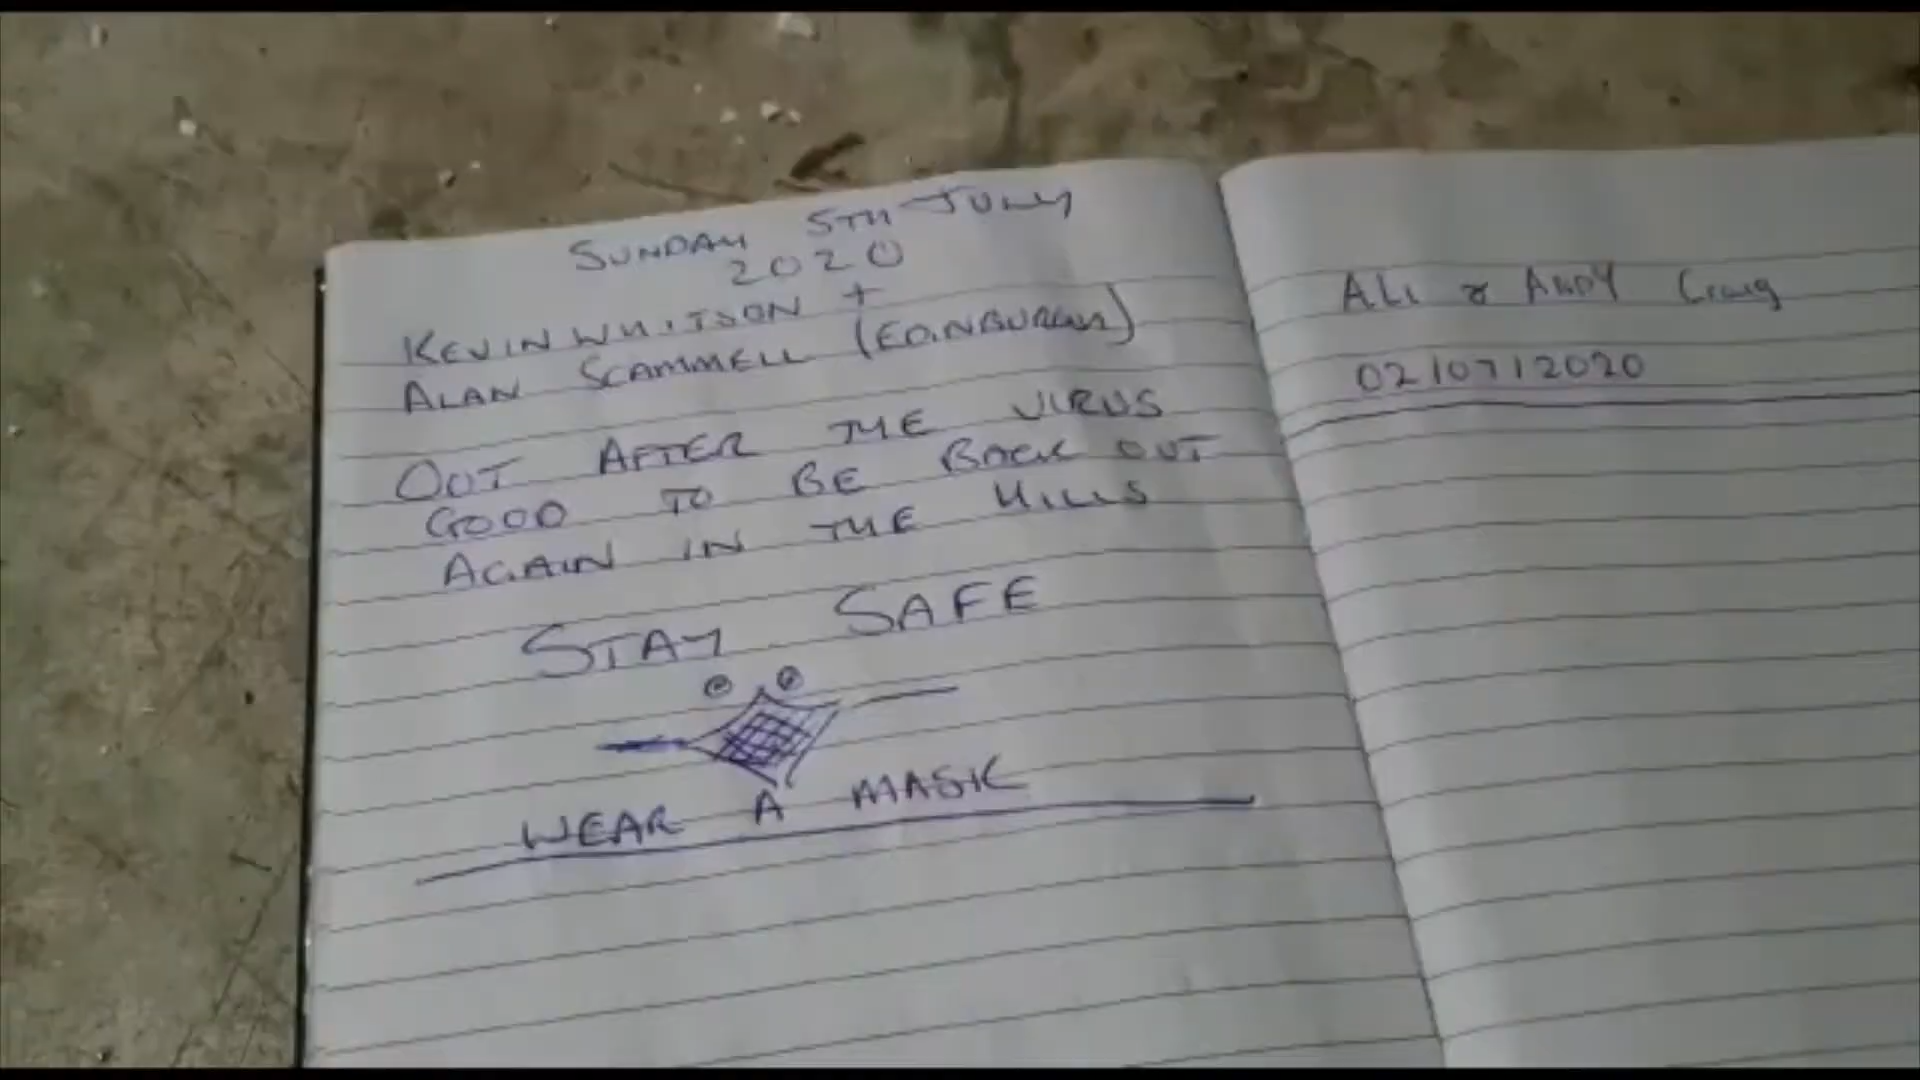 SUNDAY 5TH JULY
2020
KEVIN WHITSON +
ALAN SCAMMELL (EDINBURGH)
OUT AFTER THE VIRUS
GOOD TO BE BACK OUT
AGAIN IN THE HILLS
STAY SAFE
WEAR A MASK
ALI & ANDY Craig
02/07/2020